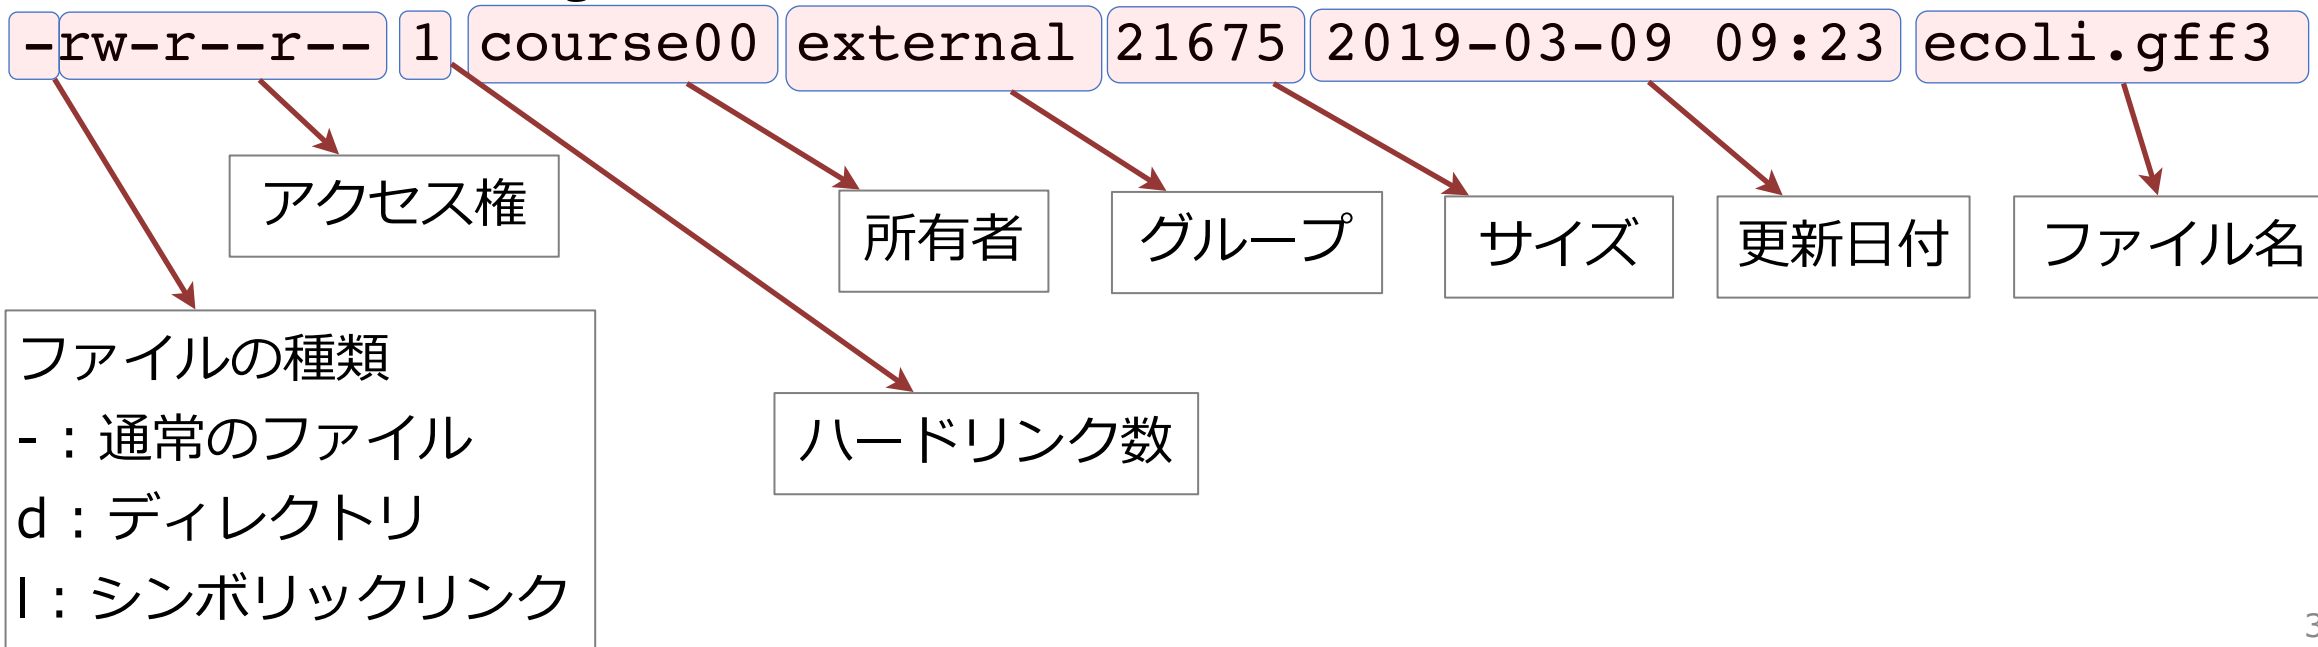 -rw-r--r-- 1 course00 external 21675 2019-03-09 09:23 ecoli.gff3
アクセス権
所有者
グループ
サイズ
更新日付
ファイル名
ファイルの種類
- : 通常のファイル
d : ディレクトリ
l : シンボリックリンク
ハードリンク数
3